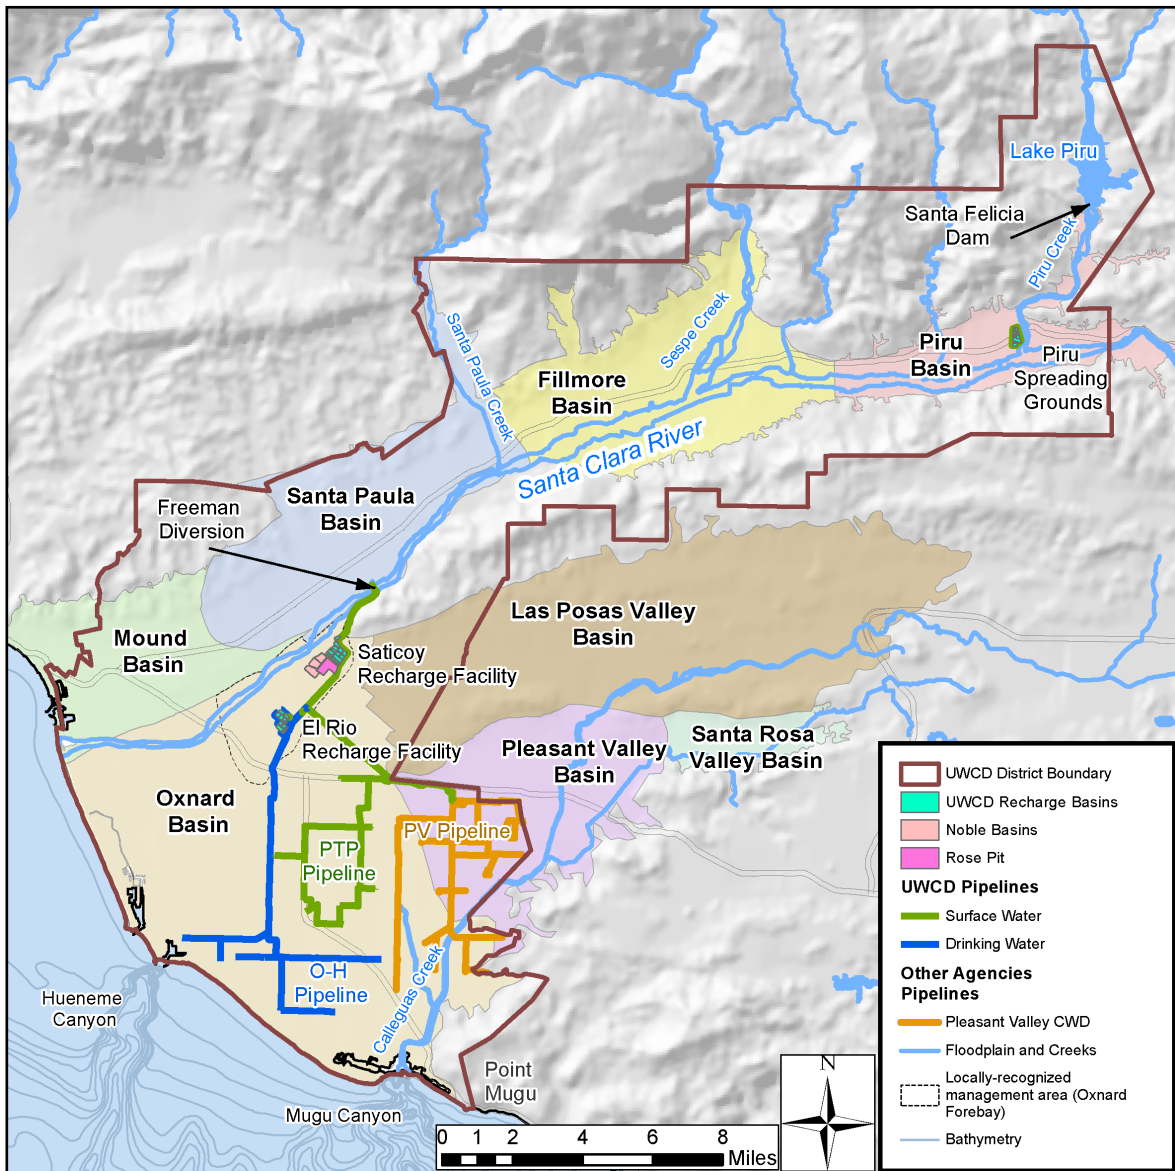 Lake Piru
Santa Felicia
Dam
Piru Creek
Santa Paula Creek
Sespe Creek
Piru
Basin
Piru
Spreading
Grounds
Fillmore
Basin
Santa Clara River
Santa Paula
Basin
Freeman
Diversion
Las Posas Valley
Basin
Mound
Basin
Saticoy
Recharge Facility
El Rio
Recharge Facility
Pleasant Valley
Basin
Santa Rosa
Valley Basin
Oxnard
Basin
PV Pipeline
PTP
Pipeline
O-H
Pipeline
Calleguas Creek
Hueneme
Canyon
Mugu Canyon
Point
Mugu
UWCD District Boundary
UWCD Recharge Basins
Noble Basins
Rose Pit
UWCD Pipelines
Surface Water
Drinking Water
Other Agencies
Pipelines
Pleasant Valley CWD
Floodplain and Creeks
Locally-recognized
management area (Oxnard
Forebay)
Bathymetry
N
0 1 2 4 6 8
Miles